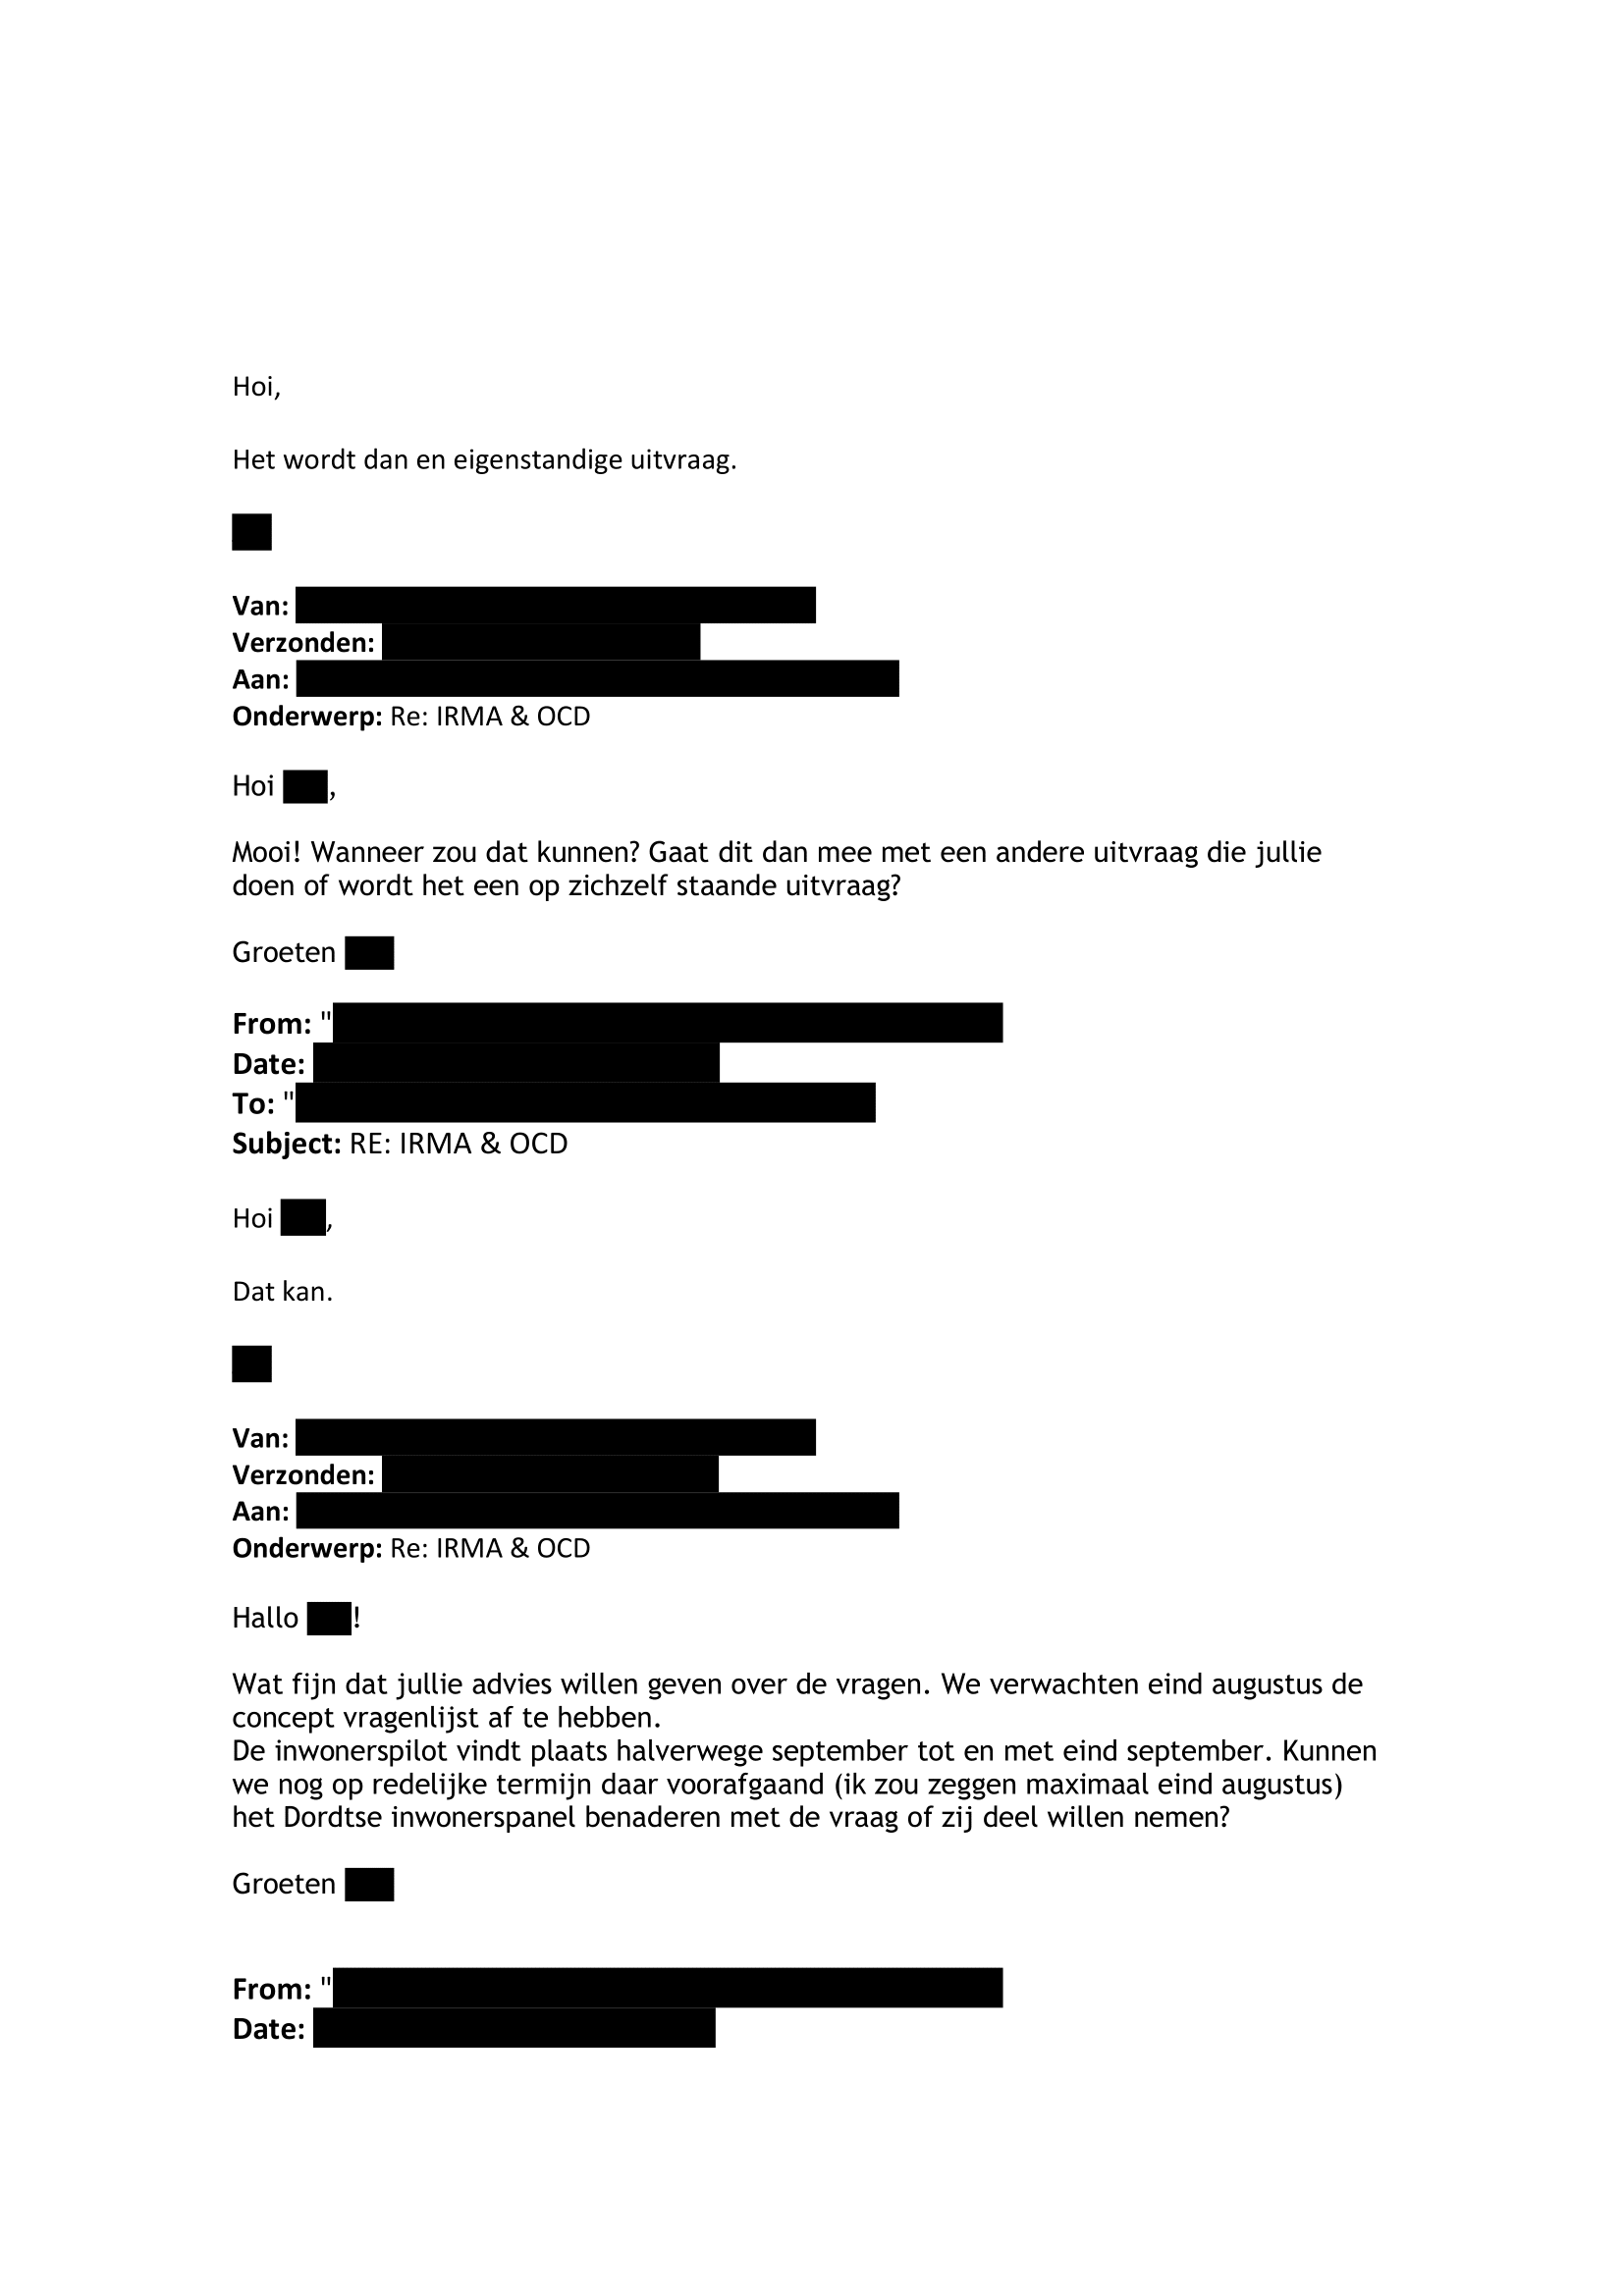 Hoi,
Het wordt dan en eigenstandige uitvraag.
Van:
Verzonden:
Aan:
Onderwerp: Re: IRMA & OCD
Hoi ,
Mooi! Wanneer zou dat kunnen? Gaat dit dan mee met een andere uitvraag die jullie
doen of wordt het een op zichzelf staande uitvraag?
Groeten
From: "
Date:
To: "
Subject: RE: IRMA & OCD
Hoi ,
Dat kan.
Van:
Verzonden:
Aan:
Onderwerp: Re: IRMA & OCD
Hallo !
Wat fijn dat jullie advies willen geven over de vragen. We verwachten eind augustus de
concept vragenlijst af te hebben.
De inwonerspilot vindt plaats halverwege september tot en met eind september. Kunnen
we nog op redelijke termijn daar voorafgaand (ik zou zeggen maximaal eind augustus)
het Dordtse inwonerspanel benaderen met de vraag of zij deel willen nemen?
Groeten
From: "
Date: